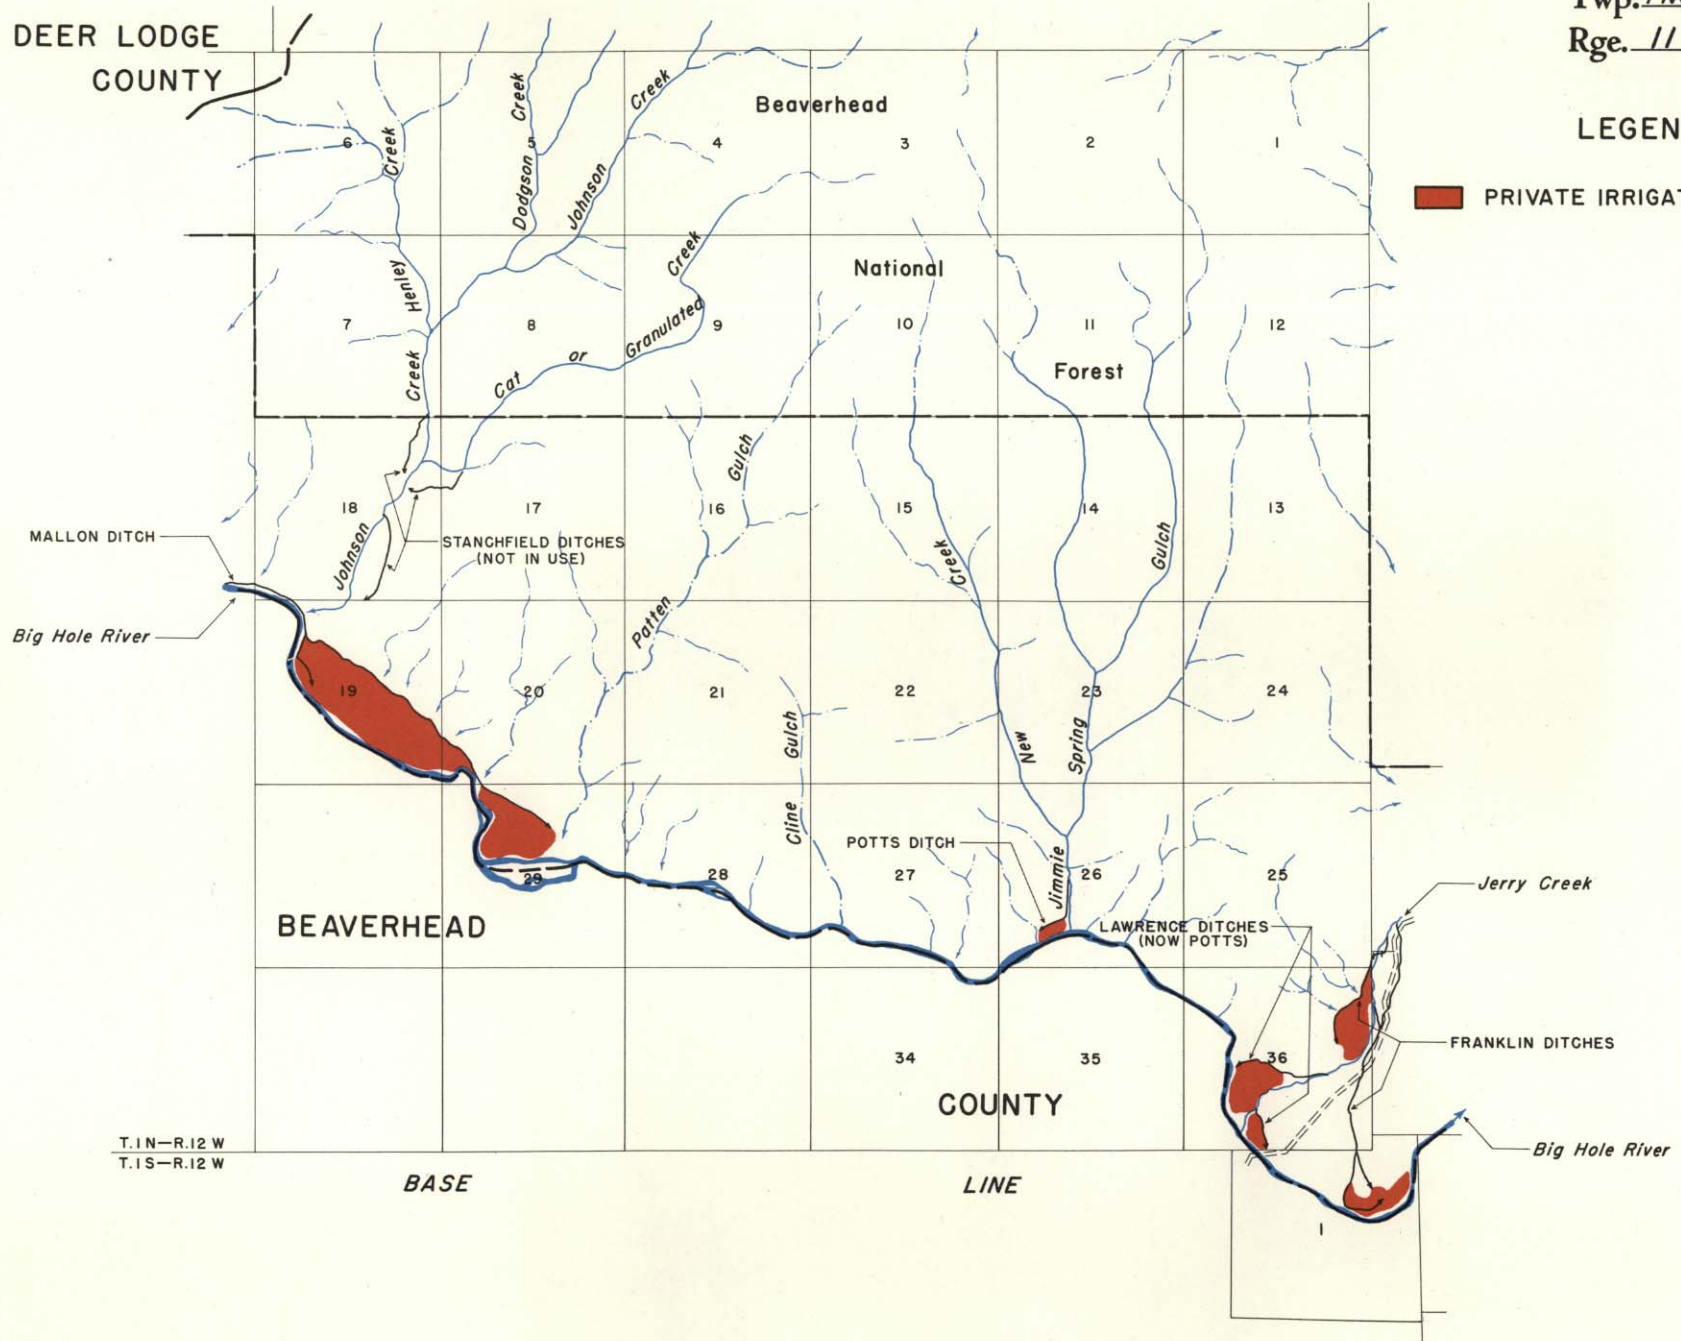 DEER LODGE
COUNTY
Rge. 11
LEGEN
PRIVATE IRRIGAT
Beaverhead
National
Forest
6
5
4
3
2
1
7
8
9
10
11
12
18
17
16
15
14
13
19
20
21
22
23
24
29
28
27
26
25
34
35
36
1
Creek
Henley
Creek
Johnson
Dodgson Creek
Johnson Creek
Cat or Granulated Creek
Patten Gulch
Cline Gulch
New Creek
Spring Gulch
Jimmie
MALLON DITCH
Big Hole River
STANCHFIELD DITCHES
(NOT IN USE)
POTTS DITCH
LAWRENCE DITCHES
(NOW POTTS)
Jerry Creek
FRANKLIN DITCHES
Big Hole River
BEAVERHEAD
COUNTY
T.1N—R.12 W
T.1S—R.12 W
BASE LINE